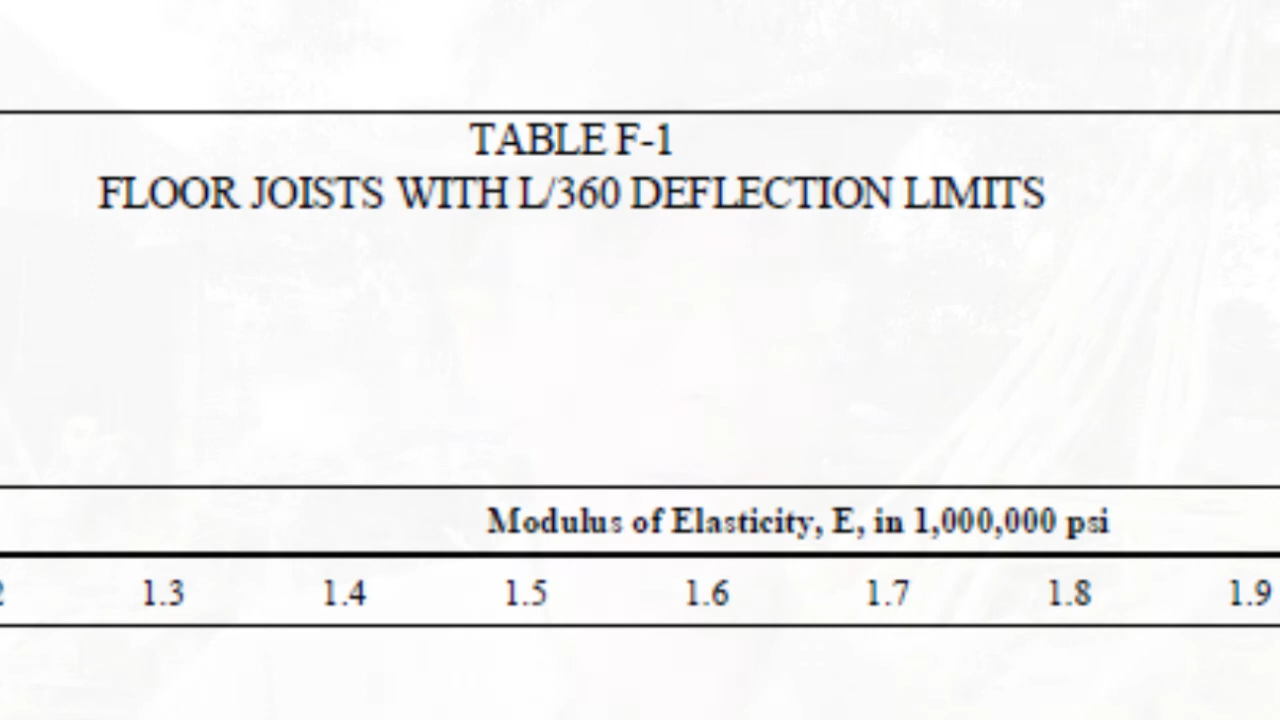 TABLE F-1
FLOOR JOISTS WITH L/360 DEFLECTION LIMITS
Modulus of Elasticity, E, in 1,000,000 psi
1.3 1.4 1.5 1.6 1.7 1.8 1.9